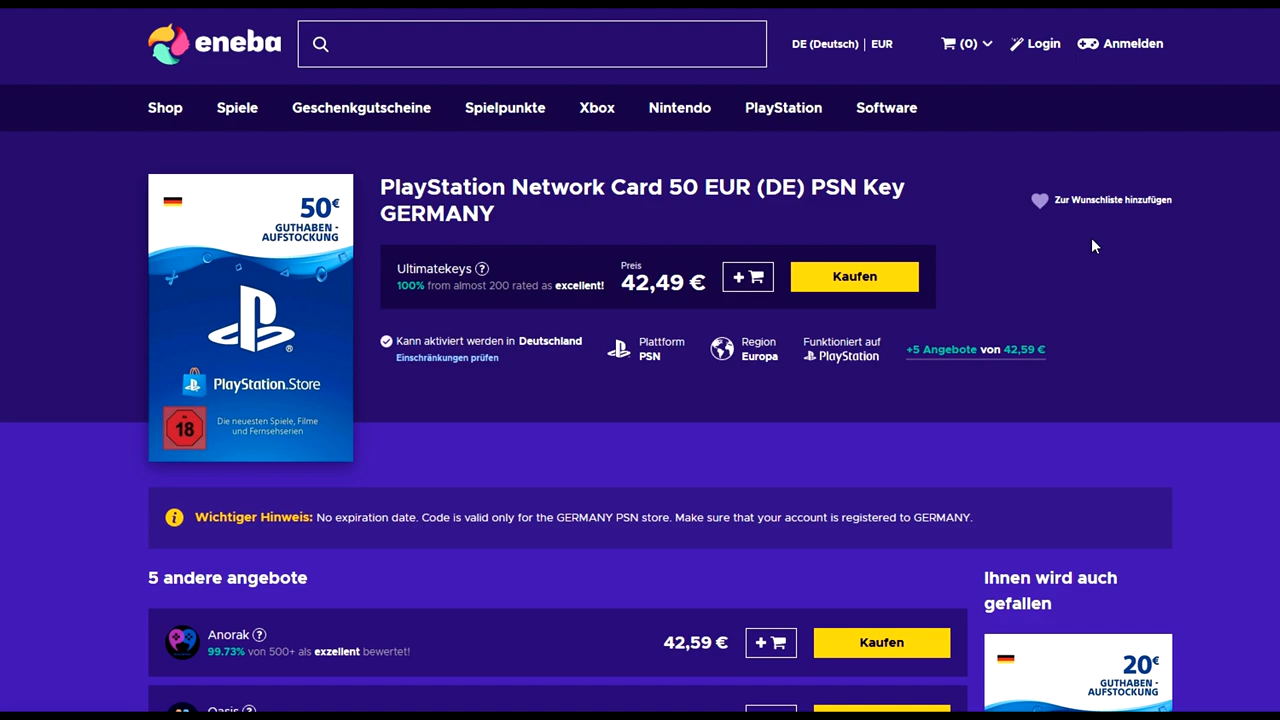 eneba
DE (Deutsch) | EUR
(0)
Login
Anmelden
Shop
Spiele
Geschenkgutscheine
Spielpunkte
Xbox
Nintendo
PlayStation
Software
50€
GUTHABEN -
AUFSTOCKUNG
PlayStation.Store
18
Die neuesten Spiele, Filme
und Fernsehserien
PlayStation Network Card 50 EUR (DE) PSN Key
GERMANY
Zur Wunschliste hinzufügen
Ultimatekeys ?
100% from almost 200 rated as excellent!
Preis
42,49 €
+
Kaufen
Kann aktiviert werden in Deutschland
Einschränkungen prüfen
Plattform
PSN
Region
Europa
Funktioniert auf
PlayStation
+5 Angebote von 42,59 €
i Wichtiger Hinweis: No expiration date. Code is valid only for the GERMANY PSN store. Make sure that your account is registered to GERMANY.
5 andere angebote
Anorak ?
99.73% von 500+ als exzellent bewertet!
42,59 €
+
Kaufen
Oasis ?
Ihnen wird auch
gefallen
20€
GUTHABEN -
AUFSTOCKUNG